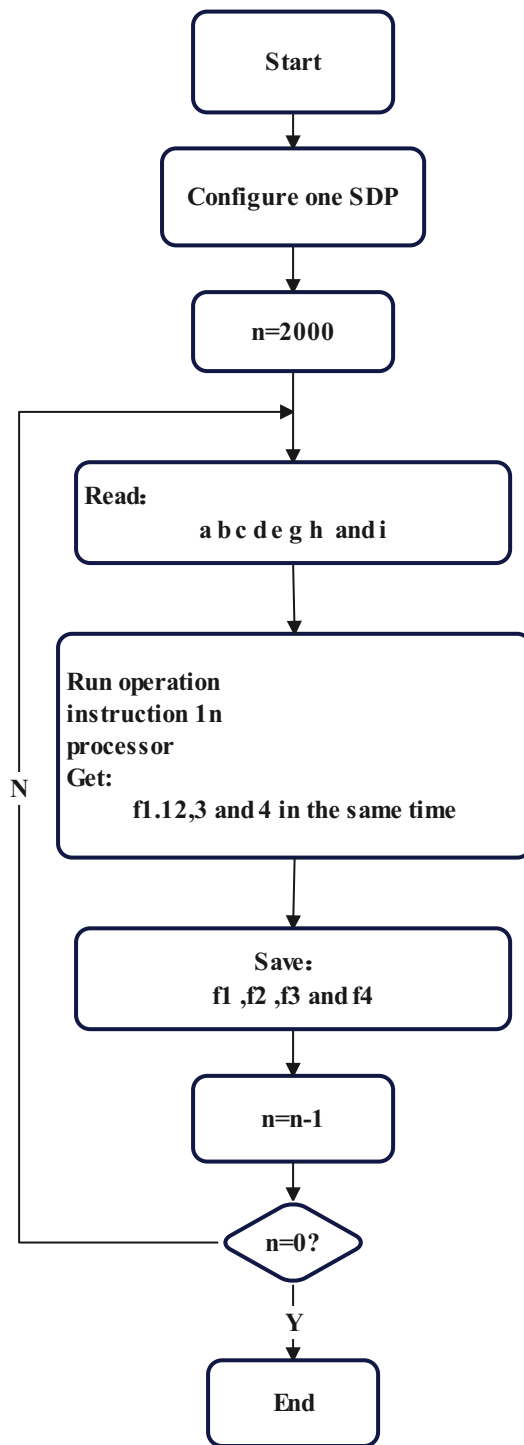 Start
Configure one SDP
n=2000
Read：
a b c d e g h and i
Run operation
instruction 1n
processor
Get:
f1.12,3 and 4 in the same time
N
Save：
f1 ,f2 ,f3 and f4
n=n-1
n=0?
Y
End